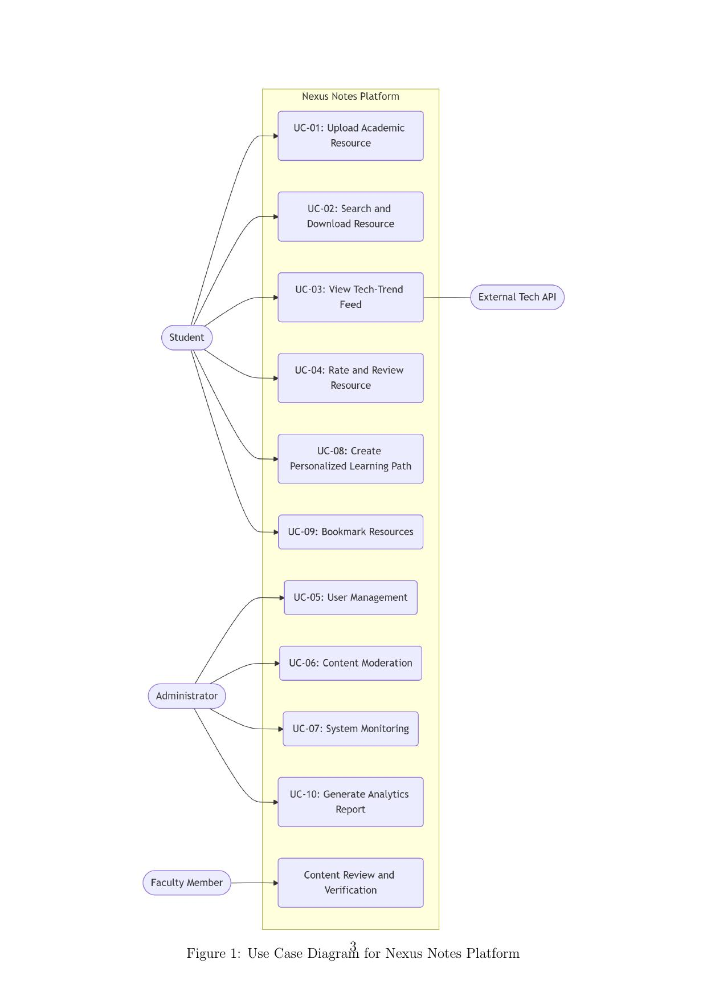 Nexus Notes Platform
UC-01: Upload Academic
Resource
UC-02: Search and
Download Resource
UC-03: View Tech-Trend
Feed
External Tech API
Student
UC-04: Rate and Review
Resource
UC-08: Create
Personalized Learning Path
UC-09: Bookmark Resources
UC-05: User Management
UC-06: Content Moderation
Administrator
UC-07: System Monitoring
UC-10: Generate Analytics
Report
Faculty Member
Content Review and
Verification
3
Figure 1: Use Case Diagram for Nexus Notes Platform